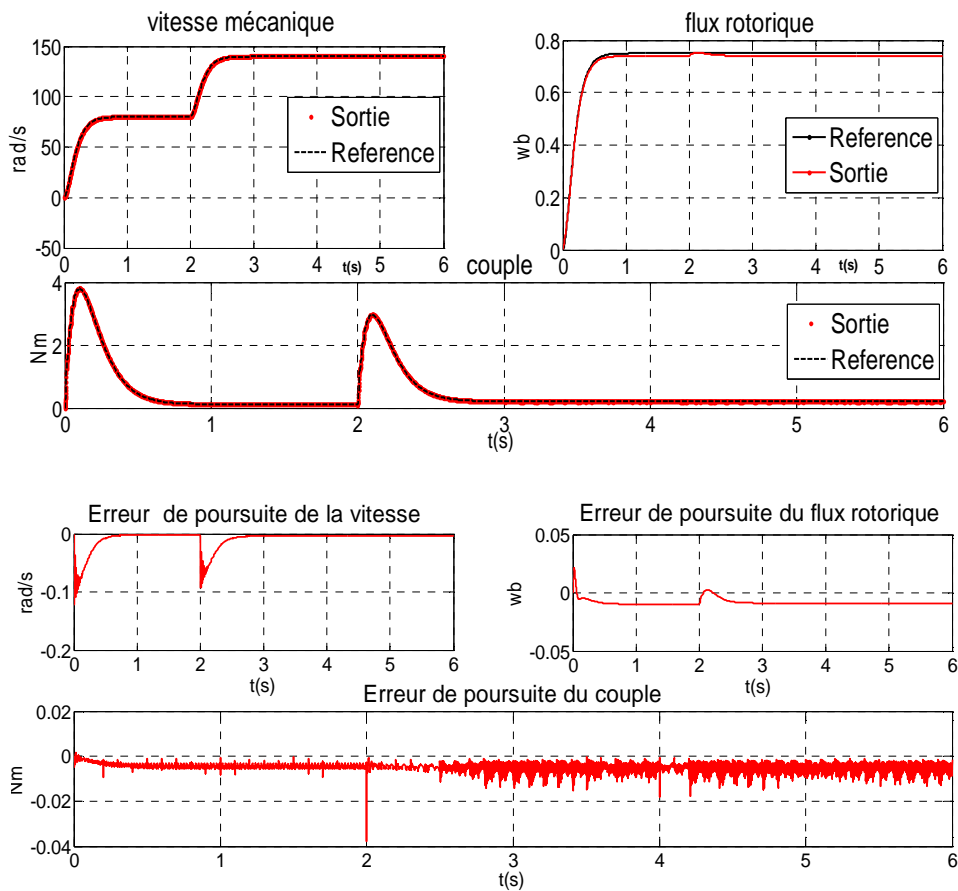 vitesse mécanique
flux rotorique
150
100
50
0
-50
rad/s
Sortie
Reference
0 1 2 3 4 t(s) 5 6
0.8
0.6
0.4
0.2
0
wb
Reference
Sortie
0 1 2 3 4 t(s) 5 6
couple
4
2
0
Nm
Sortie
Reference
0 1 2 3 4 5 6
t(s)
Erreur de poursuite de la vitesse
0
-0.1
-0.2
rad/s
0 1 2 3 4 5 6
t(s)
Erreur de poursuite du flux rotorique
0.05
0
-0.05
wb
0 1 2 3 4 5 6
t(s)
Erreur de poursuite du couple
0.02
0
-0.02
-0.04
Nm
0 1 2 3 4 5 6
t(s)